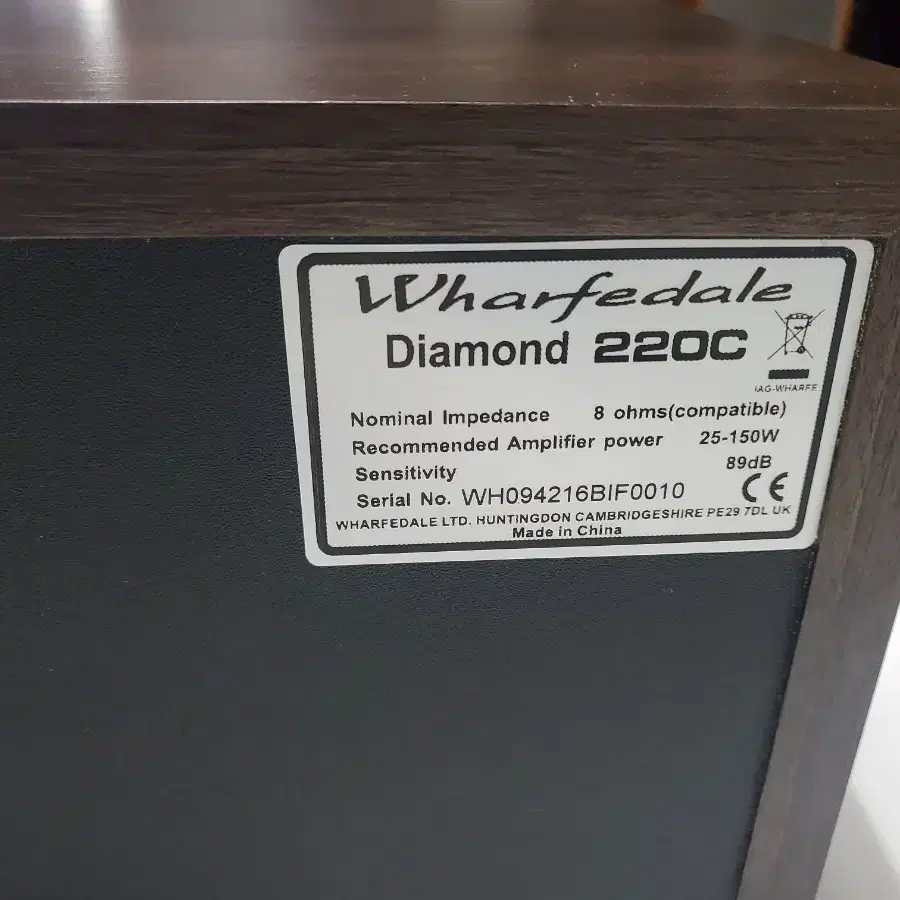 Wharfedale
Diamond 220C
IAG-WHARFE
Nominal Impedance 8 ohms(compatible)
Recommended Amplifier power 25-150W
Sensitivity 89dB
Serial No. WH094216BIF0010 CE
WHARFEDALE LTD. HUNTINGDON CAMBRIDGESHIRE PE29 7DL UK
Made in China